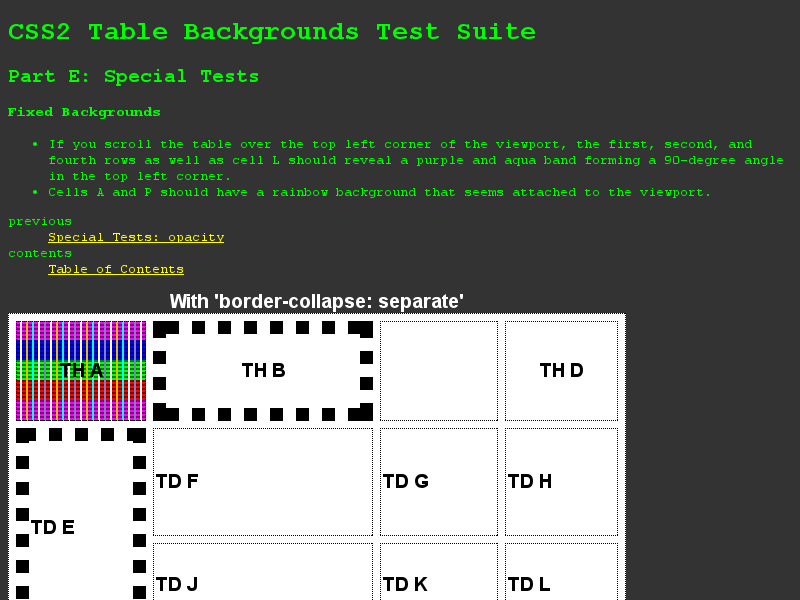 CSS2 Table Backgrounds Test Suite
Part E: Special Tests
Fixed Backgrounds
If you scroll the table over the top left corner of the viewport, the first, second, and
fourth rows as well as cell L should reveal a purple and aqua band forming a 90-degree angle
in the top left corner.
Cells A and P should have a rainbow background that seems attached to the viewport.
previous
Special Tests: opacity
contents
Table of Contents
With 'border-collapse: separate'
TH A
TH B
TH D
TD E
TD F
TD G
TD H
TD J
TD K
TD L